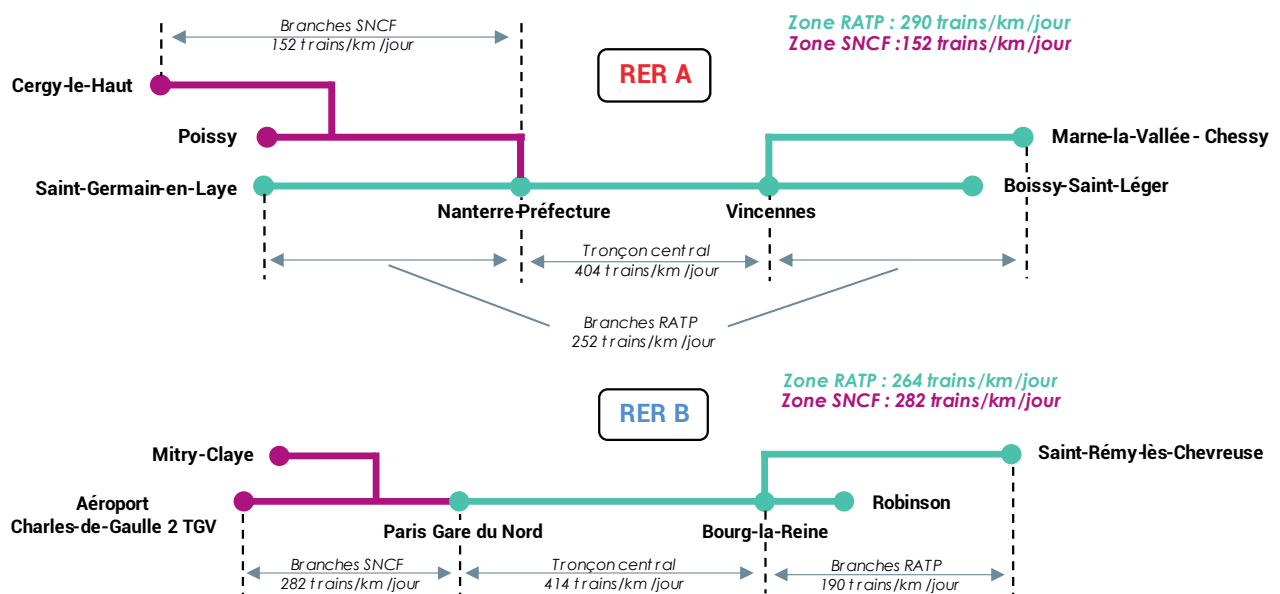 Branches SNCF
152 trains/km/jour
Zone RATP : 290 trains/km/jour
Zone SNCF :152 trains/km/jour
RER A
Cergy-le-Haut
Poissy
Marne-la-Vallée - Chessy
Saint-Germain-en-Laye
Boissy-Saint-Léger
Nanterre-Préfecture
Vincennes
Tronçon central
404 trains/km/jour
Branches RATP
252 trains/km/jour
Zone RATP : 264 trains/km/jour
Zone SNCF : 282 trains/km/jour
RER B
Mitry-Claye
Saint-Rémy-lès-Chevreuse
Aéroport
Charles-de-Gaulle 2 TGV
Robinson
Paris Gare du Nord
Bourg-la-Reine
Branches SNCF
282 trains/km/jour
Tronçon central
414 trains/km/jour
Branches RATP
190 trains/km/jour